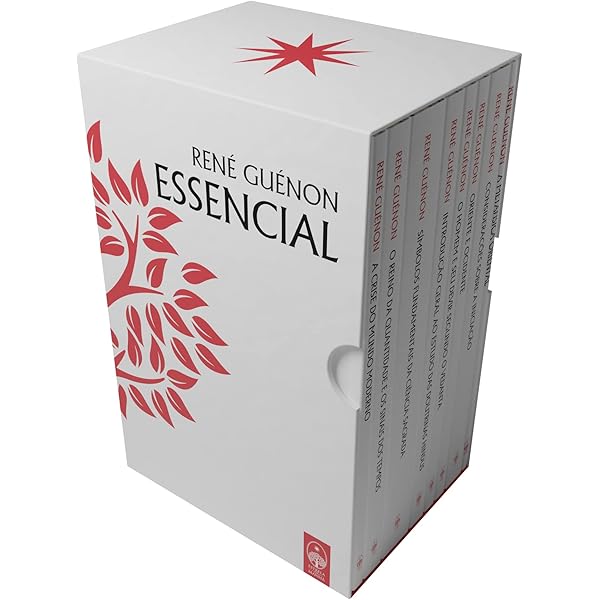 RENÉ GUÉNON
ESSENCIAL
RENÉ GUÉNON A CRISE DO MUNDO MODERNO
RENÉ GUÉNON O REINO DA QUANTIDADE E OS SINAIS DOS TEMPOS
RENÉ GUÉNON SÍMBOLOS FUNDAMENTAIS DA CIÊNCIA SAGRADA
RENÉ GUÉNON INTRODUÇÃO GERAL AO ESTUDO DAS DOUTRINAS HINDUS
RENÉ GUÉNON O HOMEM E SEU DEVIR SEGUNDO O VEDANTA
RENÉ GUÉNON ORIENTE E OCIDENTE
RENÉ GUÉNON CONSIDERAÇÕES SOBRE A INICIAÇÃO
RENÉ GUÉNON